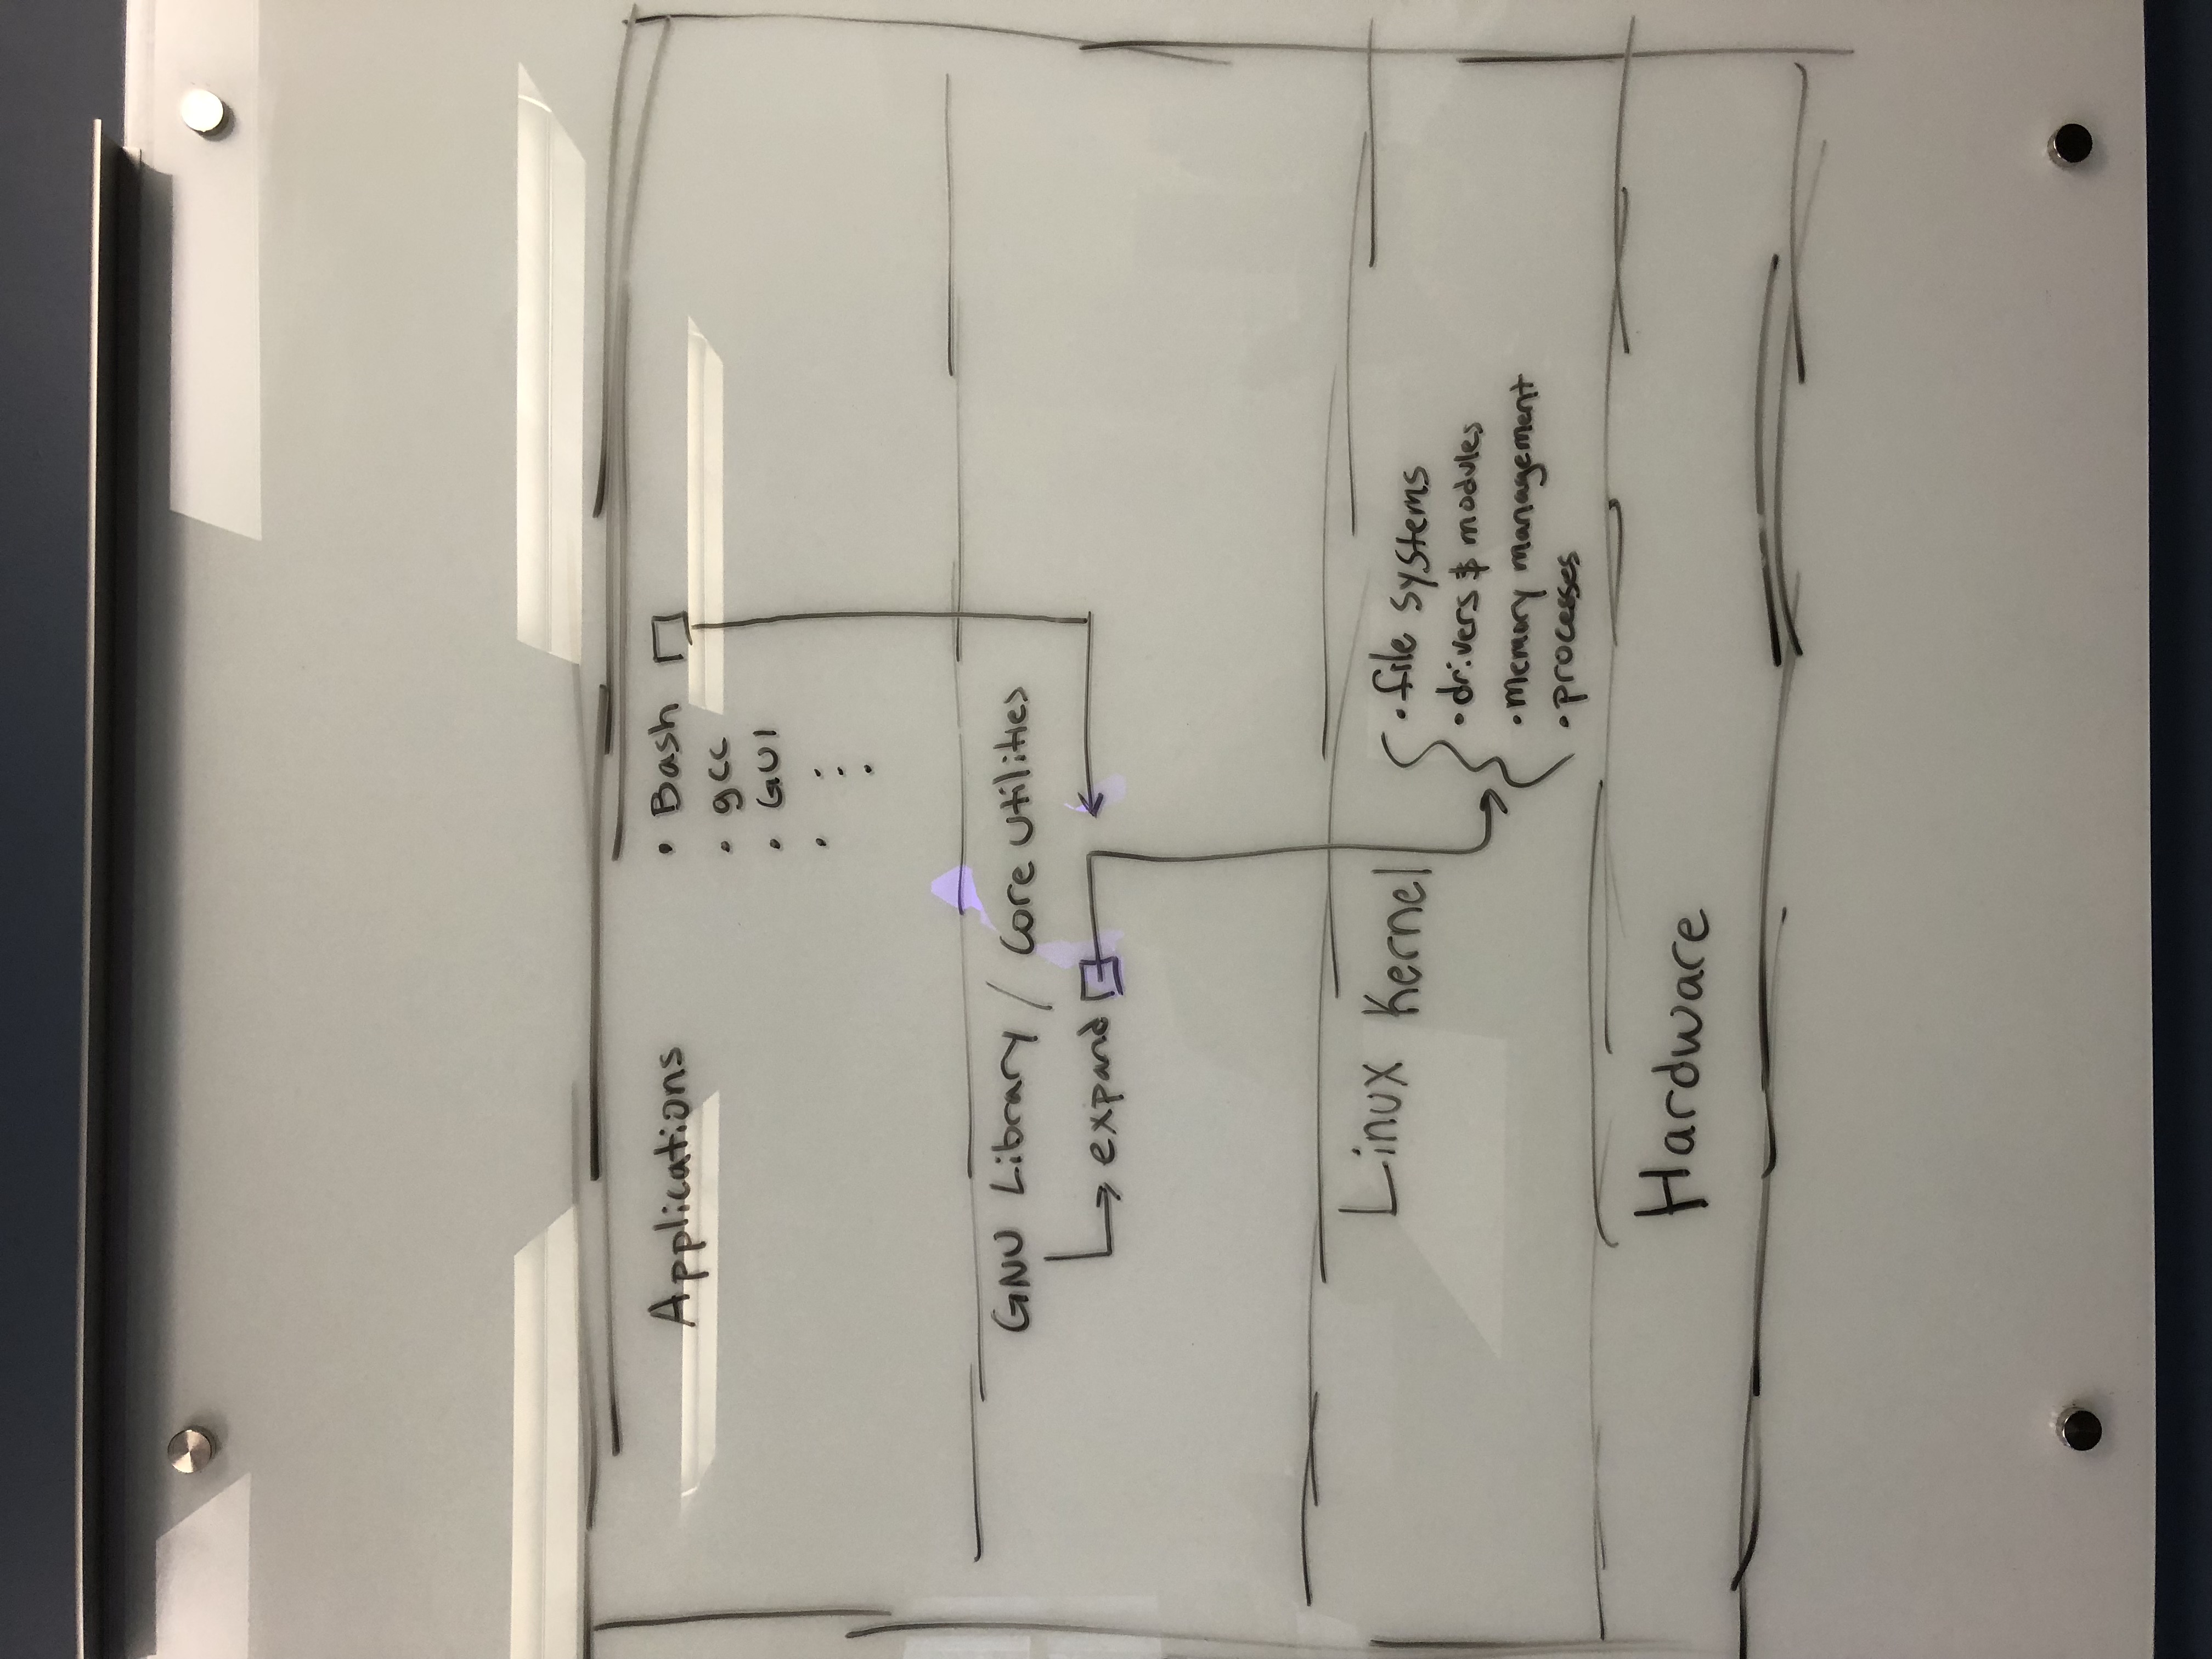 Applications
• Bash
• gcc
• GUI
•
GNU Library / Core utilities
expand
Linux Kernel
• file systems
• drivers & modules
• memory management
• processes
Hardware